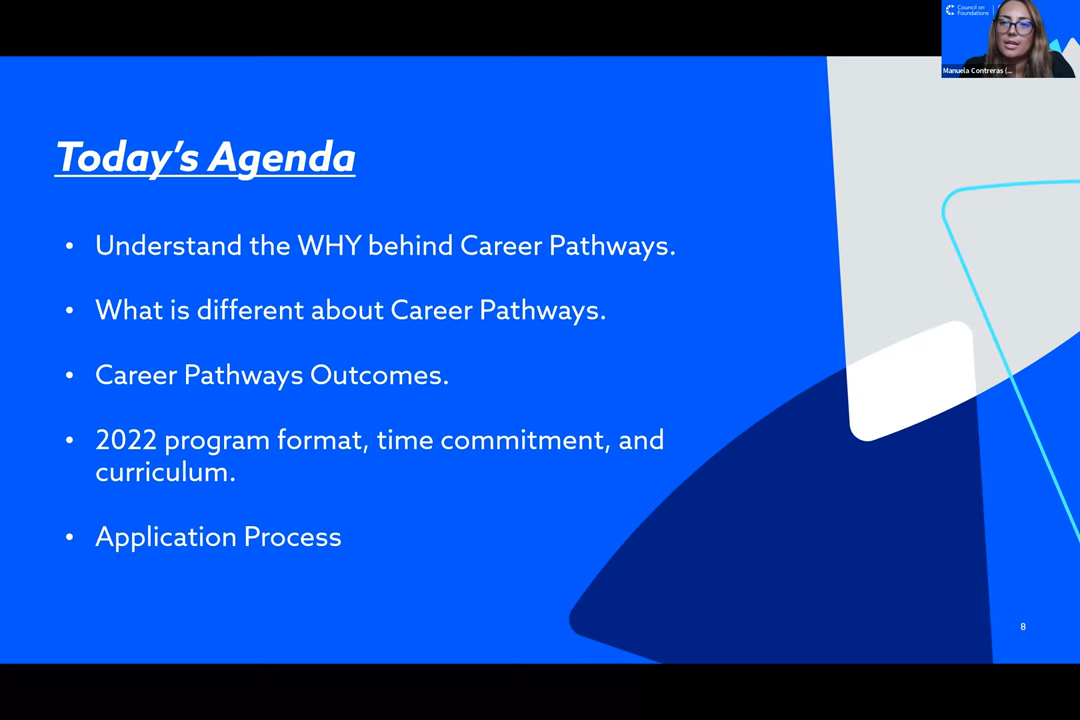 Council on
Foundations
Manuela Contreras (...
Today's Agenda
• Understand the WHY behind Career Pathways.
• What is different about Career Pathways.
• Career Pathways Outcomes.
• 2022 program format, time commitment, and
curriculum.
• Application Process
8